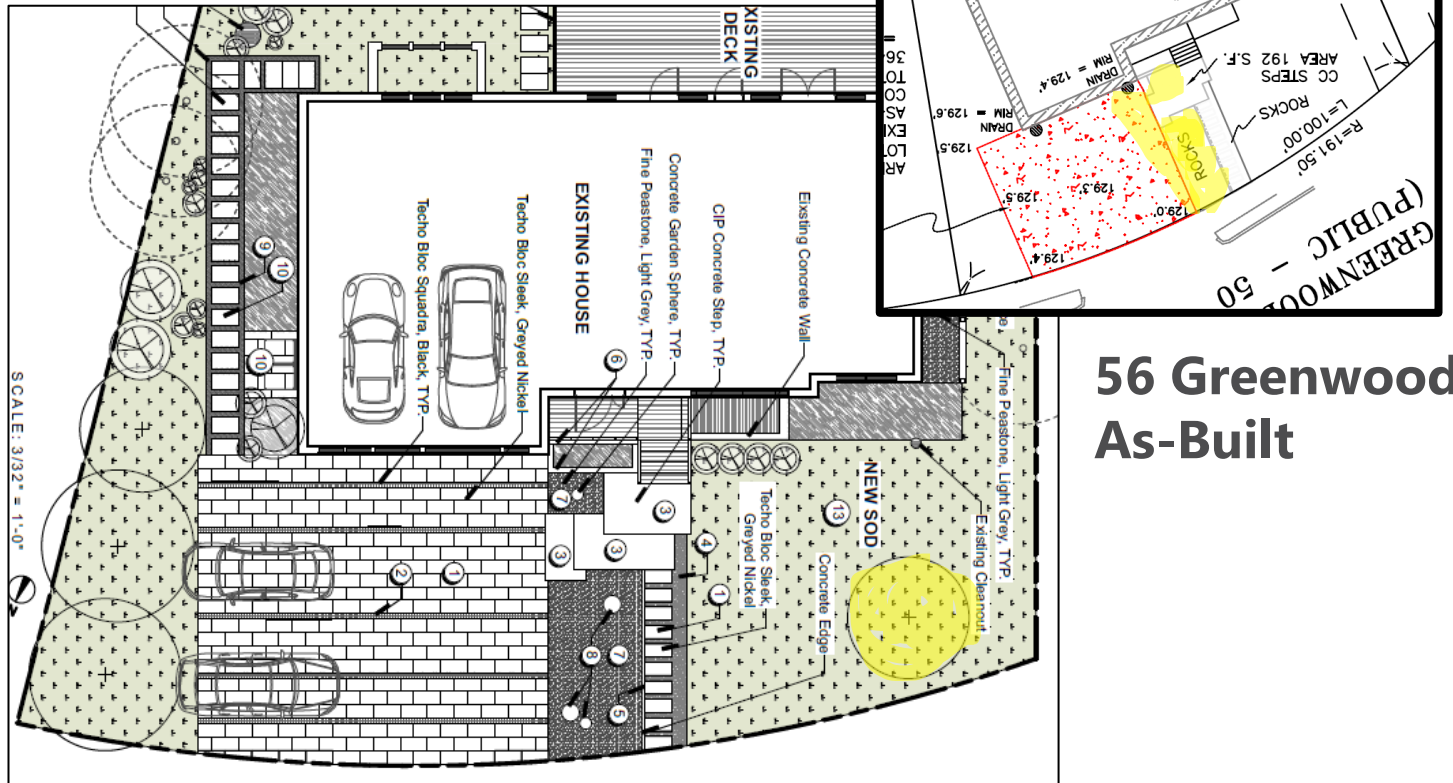 EXISTING
DECK
EXISTING HOUSE
Fine Peastone, Light Grey, TYP.
Concrete Garden Sphere, TYP.
CIP Concrete Step, TYP.
Eixsting Concrete Wall
Techo Bloc Squadra, Black, TYP.
Techo Bloc Sleek, Greyed Nickel
6
9
10
10
7
3
3
3
4
1
1
2
8
7
5
13
NEW SOD
Techo Bloc Sleek,
Greyed Nickel
Concrete Edge
Existing Cleanout
Fine Peastone, Light Grey, TYP.
SCALE: 3/32" = 1'-0"
DRAIN
RIM = 129.4'
DRAIN
RIM = 129.6'
129.5'
129.5'
129.3'
129.0'
129.4'
CC STEPS
AREA 192 S.F.
ROCKS
ROCKS
L=100.00'
R=191.50'
(PUBLIC - 50
56 Greenwood
As-Built